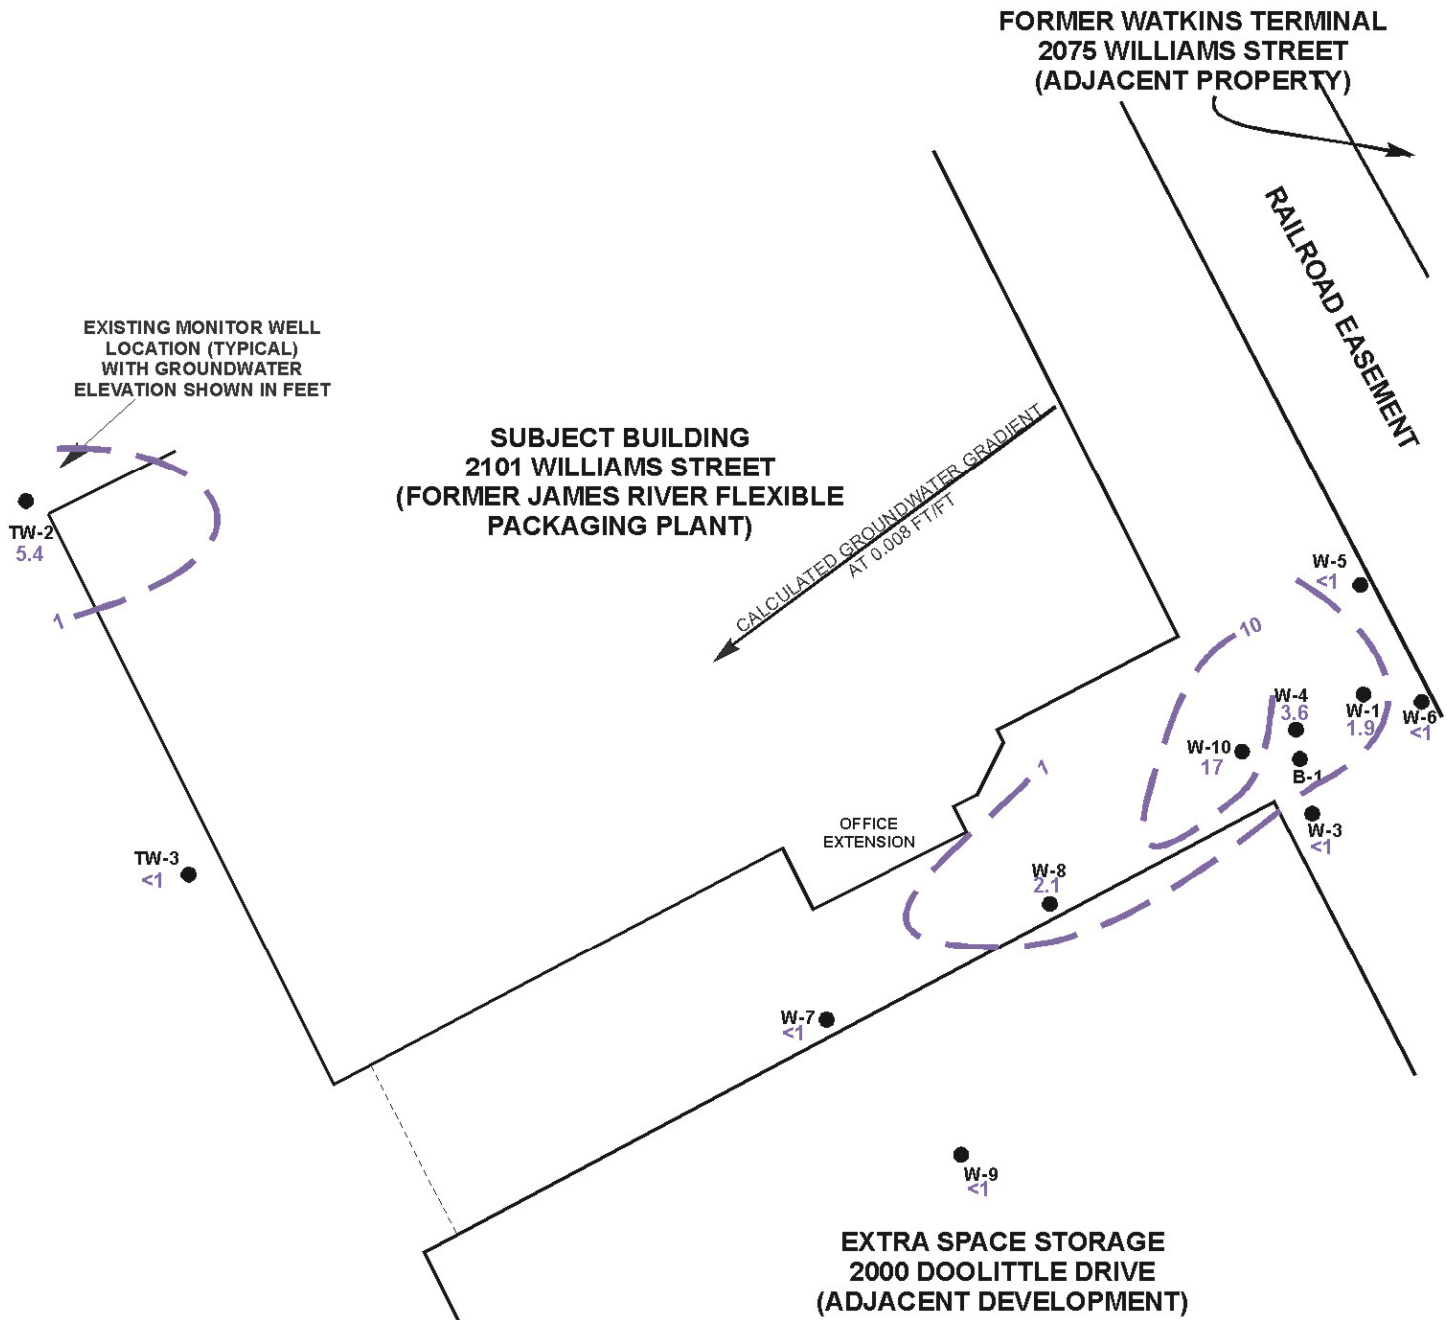 FORMER WATKINS TERMINAL
2075 WILLIAMS STREET
(ADJACENT PROPERTY)
RAILROAD EASEMENT
EXISTING MONITOR WELL
LOCATION (TYPICAL)
WITH GROUNDWATER
ELEVATION SHOWN IN FEET
SUBJECT BUILDING
2101 WILLIAMS STREET
(FORMER JAMES RIVER FLEXIBLE
PACKAGING PLANT)
CALCULATED GROUNDWATER GRADIENT
AT 0.008 FT/FT
TW-2
5.4
1
W-5
<1
10
W-4
3.6
W-1
1.9
W-6
<1
W-10
17
B-1
1
W-3
<1
OFFICE
EXTENSION
TW-3
<1
W-8
2.1
W-7
<1
W-9
<1
EXTRA SPACE STORAGE
2000 DOOLITTLE DRIVE
(ADJACENT DEVELOPMENT)